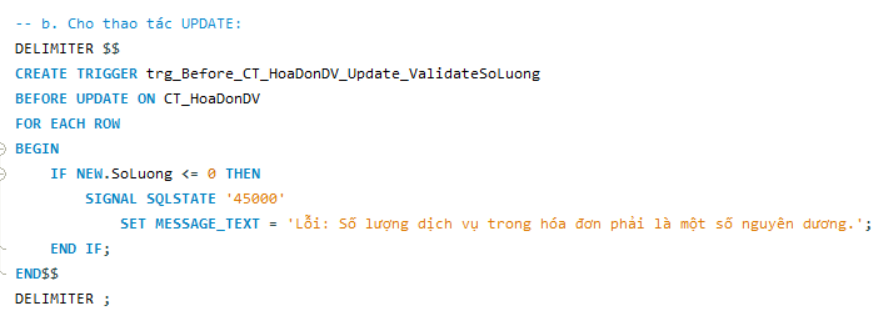 -- b. Cho thao tác UPDATE:
DELIMITER $$
CREATE TRIGGER trg_Before_CT_HoaDonDV_Update_ValidateSoLuong
BEFORE UPDATE ON CT_HoaDonDV
FOR EACH ROW
BEGIN
    IF NEW.SoLuong <= 0 THEN
        SIGNAL SQLSTATE '45000'
            SET MESSAGE_TEXT = 'Lỗi: Số lượng dịch vụ trong hóa đơn phải là một số nguyên dương.';
    END IF;
END$$
DELIMITER ;